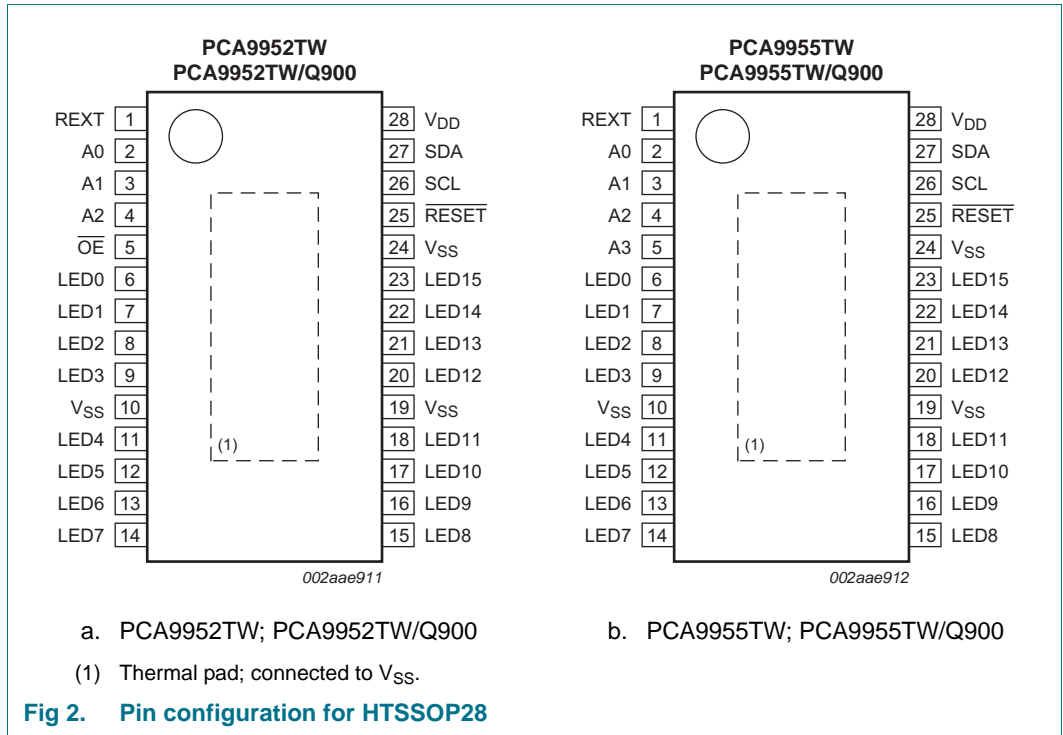 PCA9952TW
PCA9952TW/Q900
REXT 1
A0 2
A1 3
A2 4
OE 5
LED0 6
LED1 7
LED2 8
LED3 9
VSS 10
LED4 11
LED5 12
LED6 13
LED7 14
(1)
28 VDD
27 SDA
26 SCL
25 RESET
24 VSS
23 LED15
22 LED14
21 LED13
20 LED12
19 VSS
18 LED11
17 LED10
16 LED9
15 LED8
002aae911
a. PCA9952TW; PCA9952TW/Q900
PCA9955TW
PCA9955TW/Q900
REXT 1
A0 2
A1 3
A2 4
A3 5
LED0 6
LED1 7
LED2 8
LED3 9
VSS 10
LED4 11
LED5 12
LED6 13
LED7 14
(1)
28 VDD
27 SDA
26 SCL
25 RESET
24 VSS
23 LED15
22 LED14
21 LED13
20 LED12
19 VSS
18 LED11
17 LED10
16 LED9
15 LED8
002aae912
b. PCA9955TW; PCA9955TW/Q900
(1) Thermal pad; connected to VSS.
Fig 2. Pin configuration for HTSSOP28